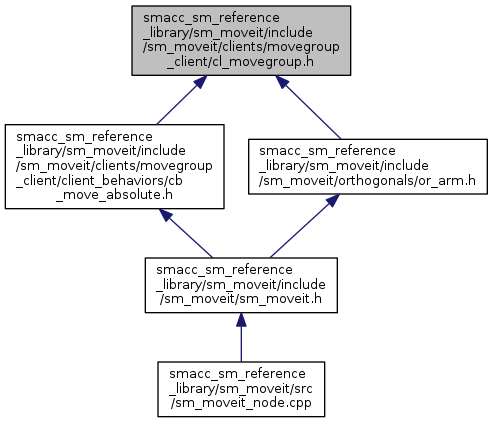 smacc_sm_reference
_library/sm_moveit/include
/sm_moveit/clients/movegroup
_client/cl_movegroup.h
smacc_sm_reference
_library/sm_moveit/include
/sm_moveit/clients/movegroup
_client/client_behaviors/cb
_move_absolute.h
smacc_sm_reference
_library/sm_moveit/include
/sm_moveit/orthogonals/or_arm.h
smacc_sm_reference
_library/sm_moveit/include
/sm_moveit/sm_moveit.h
smacc_sm_reference
_library/sm_moveit/src
/sm_moveit_node.cpp